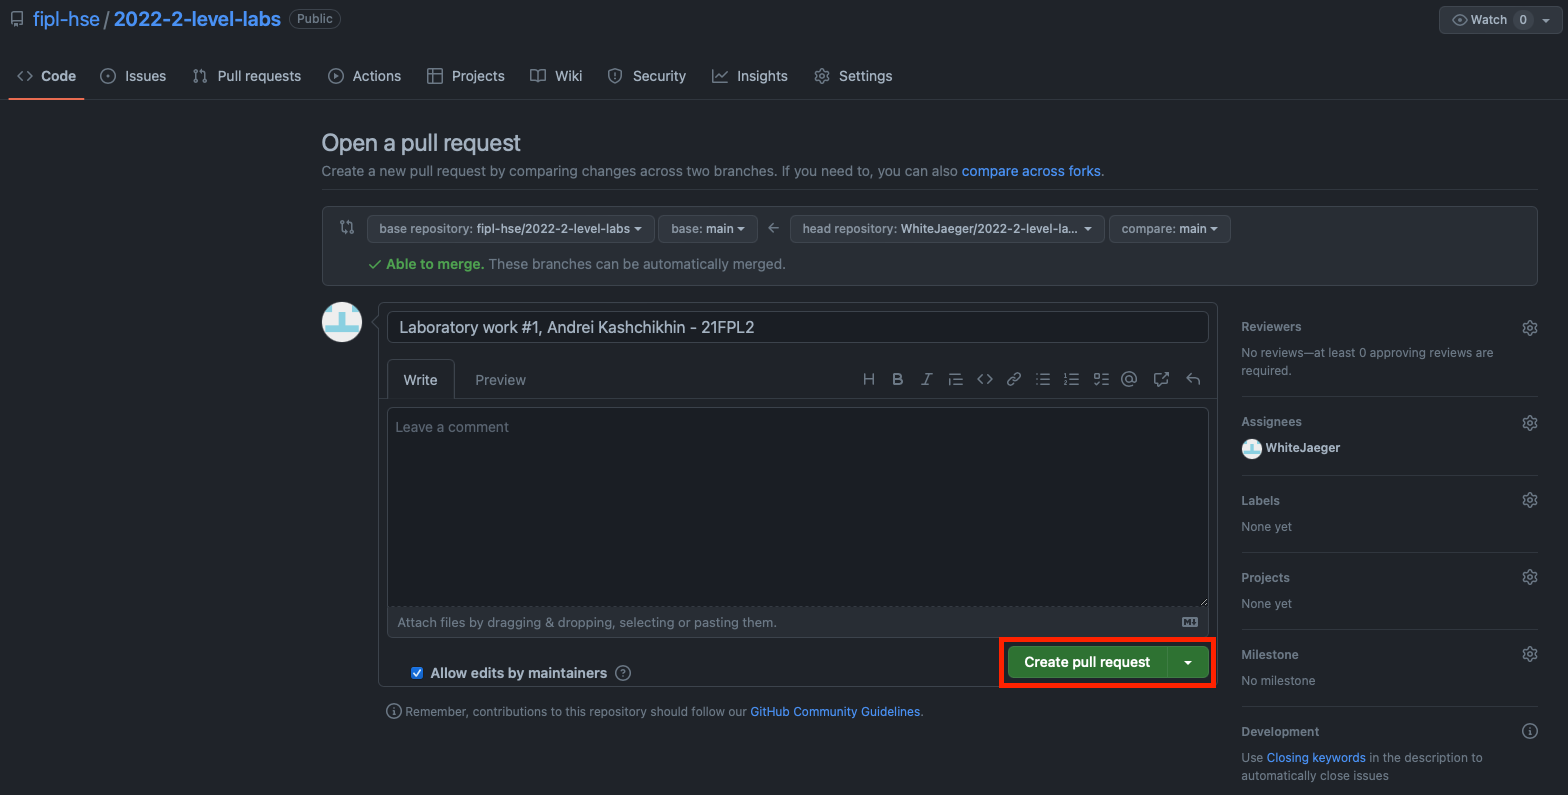 fipl-hse / 2022-2-level-labs Public
Watch 0
Code Issues Pull requests Actions Projects Wiki Security Insights Settings
Open a pull request
Create a new pull request by comparing changes across two branches. If you need to, you can also compare across forks.
base repository: fipl-hse/2022-2-level-labs base: main ← head repository: WhiteJaeger/2022-2-level-la... compare: main
Able to merge. These branches can be automatically merged.
Laboratory work #1, Andrei Kashchikhin - 21FPL2
Write Preview
Leave a comment
Attach files by dragging & dropping, selecting or pasting them.
Allow edits by maintainers
Create pull request
Remember, contributions to this repository should follow our GitHub Community Guidelines.
Reviewers
No reviews—at least 0 approving reviews are
required.
Assignees
WhiteJaeger
Labels
None yet
Projects
None yet
Milestone
No milestone
Development
Use Closing keywords in the description to
automatically close issues